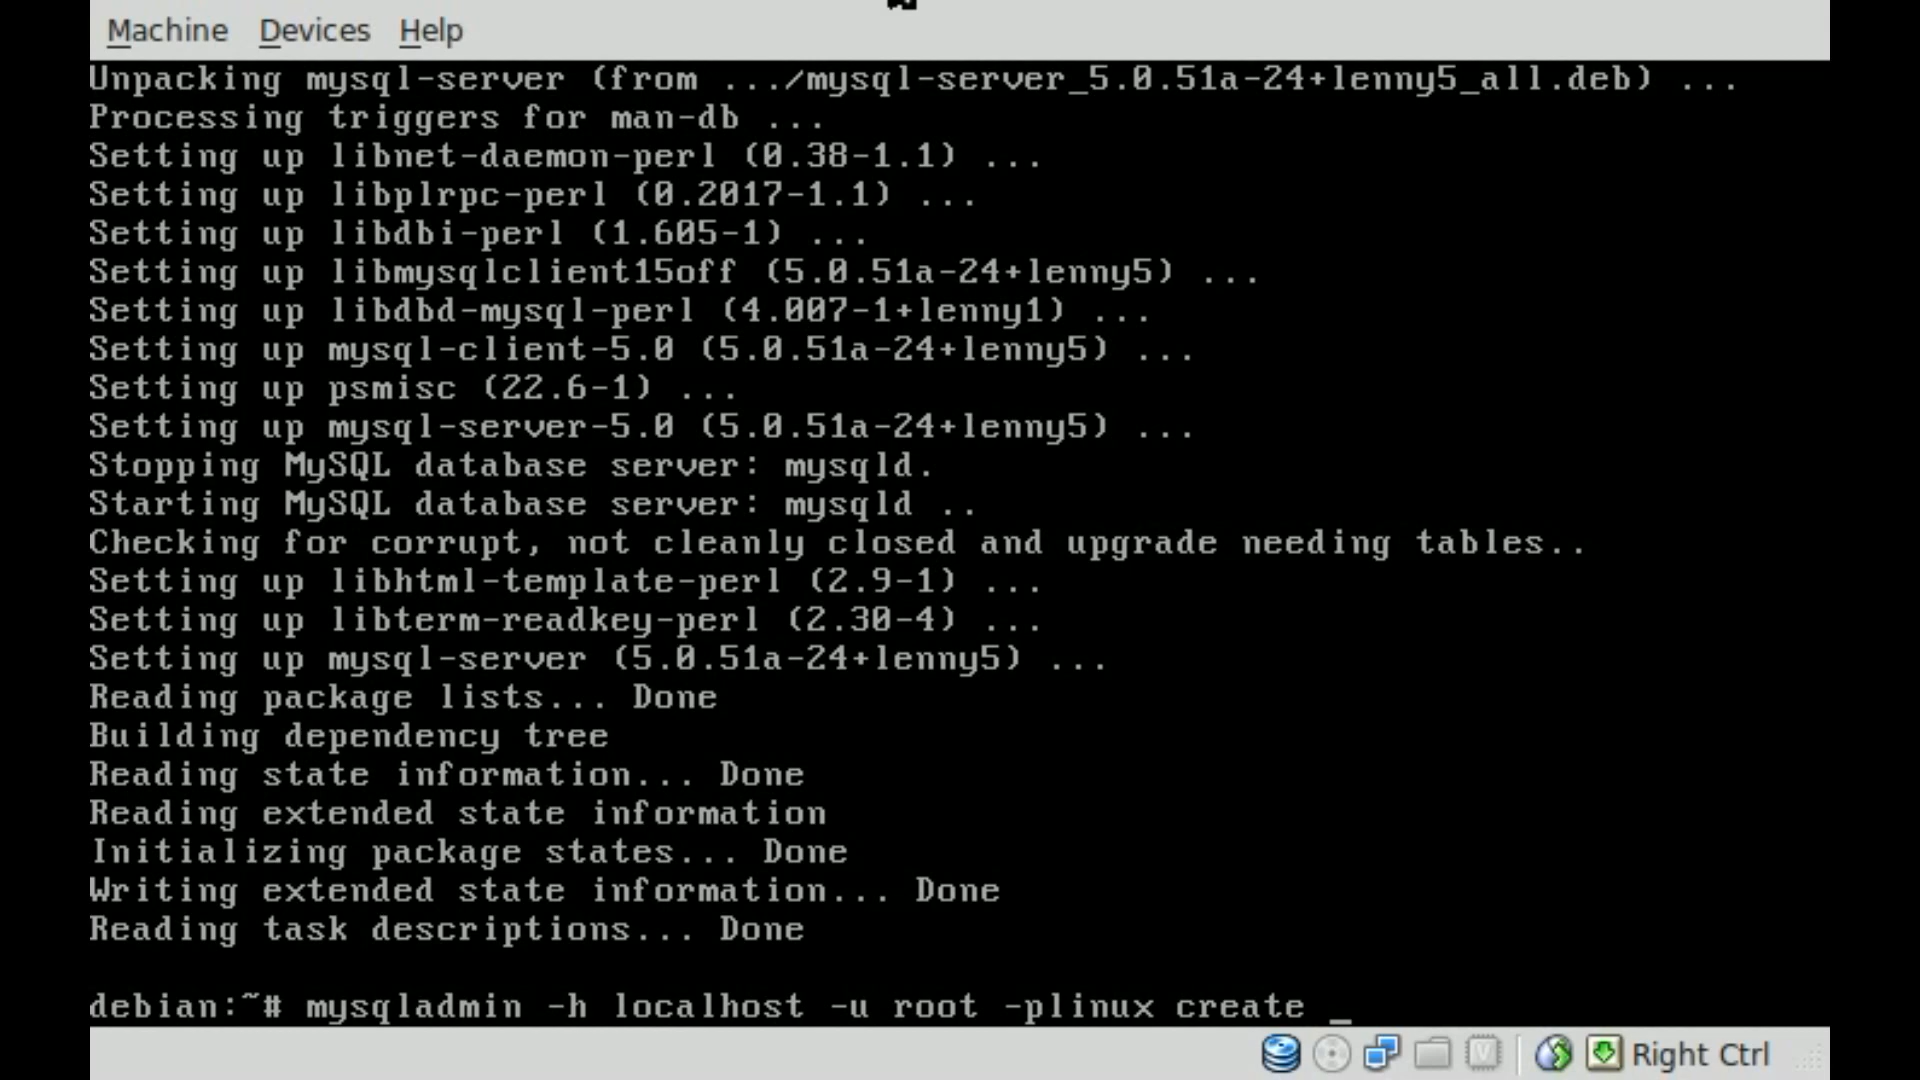 Machine Devices Help
Unpacking mysql-server (from .../mysql-server_5.0.51a-24+lenny5_all.deb) ...
Processing triggers for man-db ...
Setting up libnet-daemon-perl (0.38-1.1) ...
Setting up libplrpc-perl (0.2017-1.1) ...
Setting up libdbi-perl (1.605-1) ...
Setting up libmysqlclient15off (5.0.51a-24+lenny5) ...
Setting up libdbd-mysql-perl (4.007-1+lenny1) ...
Setting up mysql-client-5.0 (5.0.51a-24+lenny5) ...
Setting up psmisc (22.6-1) ...
Setting up mysql-server-5.0 (5.0.51a-24+lenny5) ...
Stopping MySQL database server: mysqld.
Starting MySQL database server: mysqld ..
Checking for corrupt, not cleanly closed and upgrade needing tables..
Setting up libhtml-template-perl (2.9-1) ...
Setting up libterm-readkey-perl (2.30-4) ...
Setting up mysql-server (5.0.51a-24+lenny5) ...
Reading package lists... Done
Building dependency tree
Reading state information... Done
Reading extended state information
Initializing package states... Done
Writing extended state information... Done
Reading task descriptions... Done
debian:~# mysqladmin -h localhost -u root -plinux create _
Right Ctrl